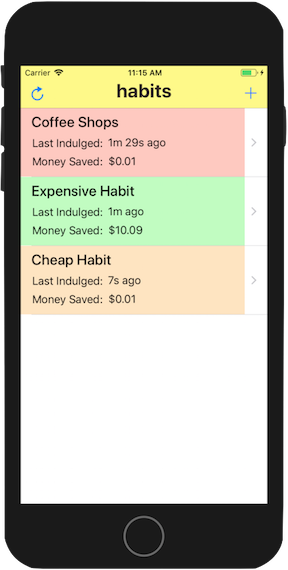 Carrier 11:15 AM
habits
Coffee Shops
Last Indulged: 1m 29s ago
Money Saved: $0.01
Expensive Habit
Last Indulged: 1m ago
Money Saved: $10.09
Cheap Habit
Last Indulged: 7s ago
Money Saved: $0.01